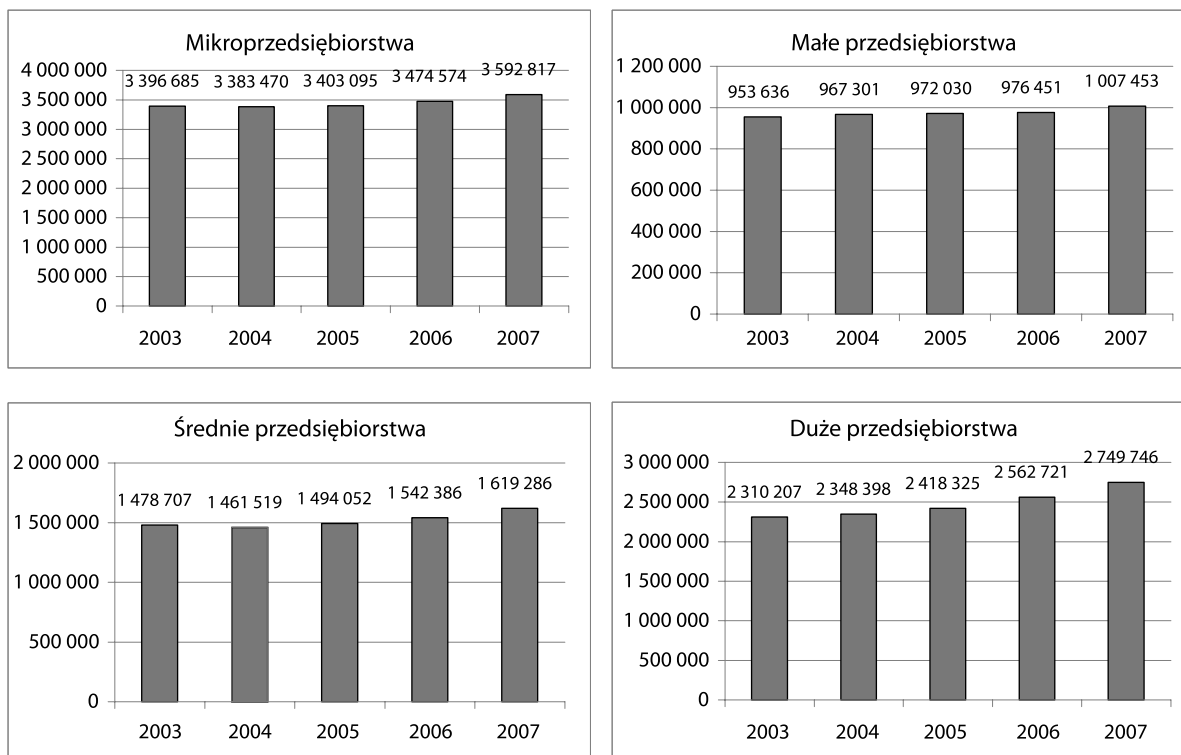 Mikroprzedsiębiorstwa
4 000 000
3 500 000
3 000 000
2 500 000
2 000 000
1 500 000
1 000 000
500 000
0
3 396 685 3 383 470 3 403 095 3 474 574 3 592 817
2003 2004 2005 2006 2007
Małe przedsiębiorstwa
1 200 000
1 000 000
800 000
600 000
400 000
200 000
0
953 636 967 301 972 030 976 451 1 007 453
2003 2004 2005 2006 2007
Średnie przedsiębiorstwa
2 000 000
1 500 000
1 000 000
500 000
0
1 478 707 1 461 519 1 494 052 1 542 386 1 619 286
2003 2004 2005 2006 2007
Duże przedsiębiorstwa
3 000 000
2 500 000
2 000 000
1 500 000
1 000 000
500 000
0
2 310 207 2 348 398 2 418 325 2 562 721 2 749 746
2003 2004 2005 2006 2007